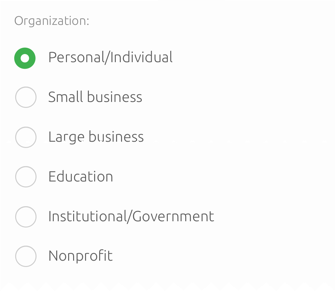 Organization:
Personal/Individual
Small business
Large business
Education
Institutional/Government
Nonprofit